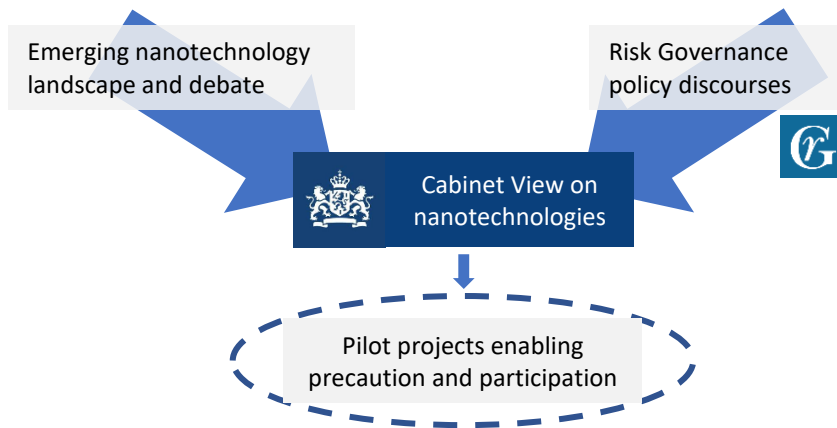 Emerging nanotechnology
landscape and debate
Risk Governance
policy discourses
rG
Cabinet View on
nanotechnologies
Pilot projects enabling
precaution and participation